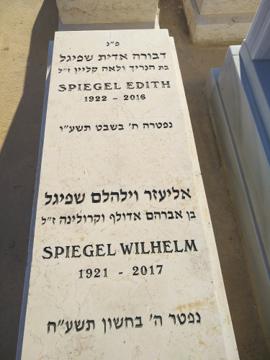 פ״נ
דבורה אדית שפיגל
בת הנריך ולאה קליין ז״ל
SPIEGEL EDITH
1922 - 2016
נפטרה ח׳ בשבט תשע״ו
אליעזר וילהלם שפיגל
בן אברהם אדולף וקרולינה ז״ל
SPIEGEL WILHELM
1921 - 2017
נפטר ה׳ בחשון תשע״ח